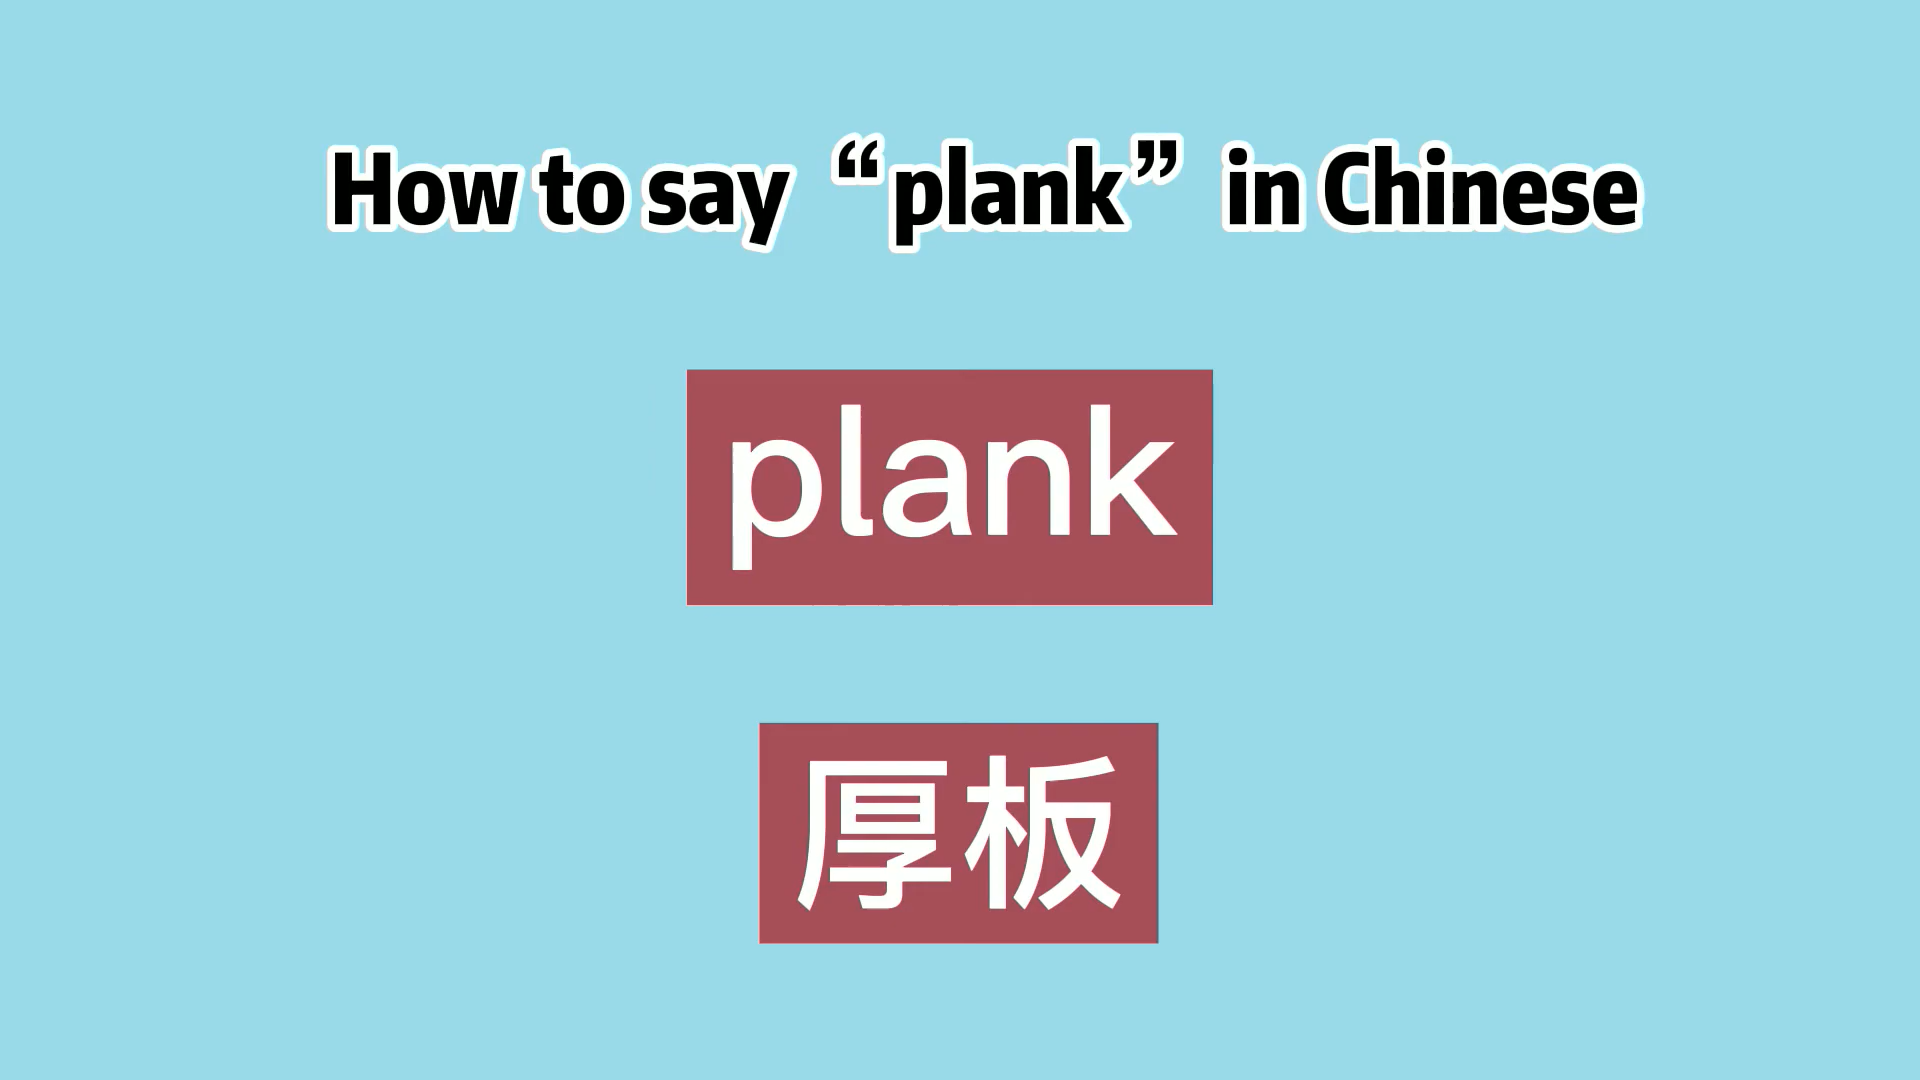 How to say “plank” in Chinese
plank
厚板